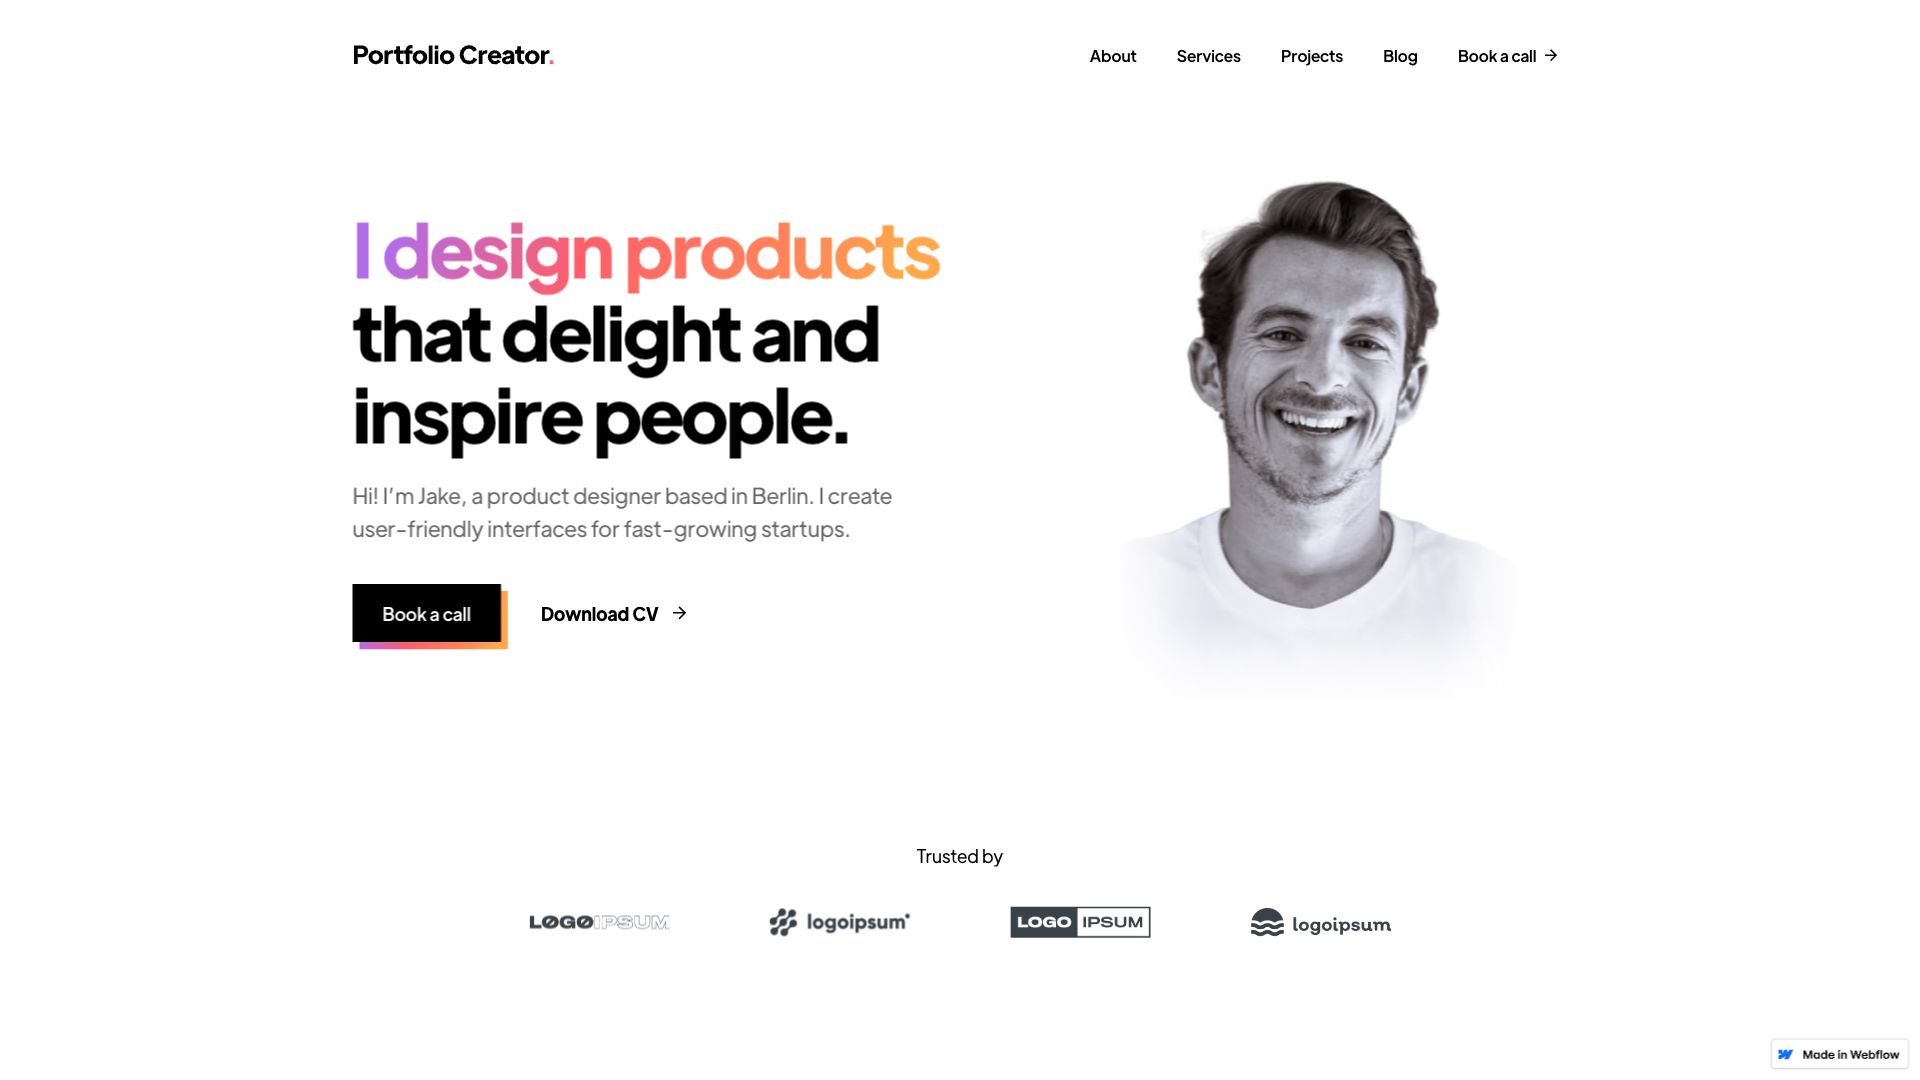 Portfolio Creator.
About Services Projects Blog Book a call →
I design products
that delight and
inspire people.
Hi! I’m Jake, a product designer based in Berlin. I create
user-friendly interfaces for fast-growing startups.
Book a call
Download CV →
Trusted by
LOGOIPSUM
logoipsum
LOGO IPSUM
logoipsum
Made in Webflow